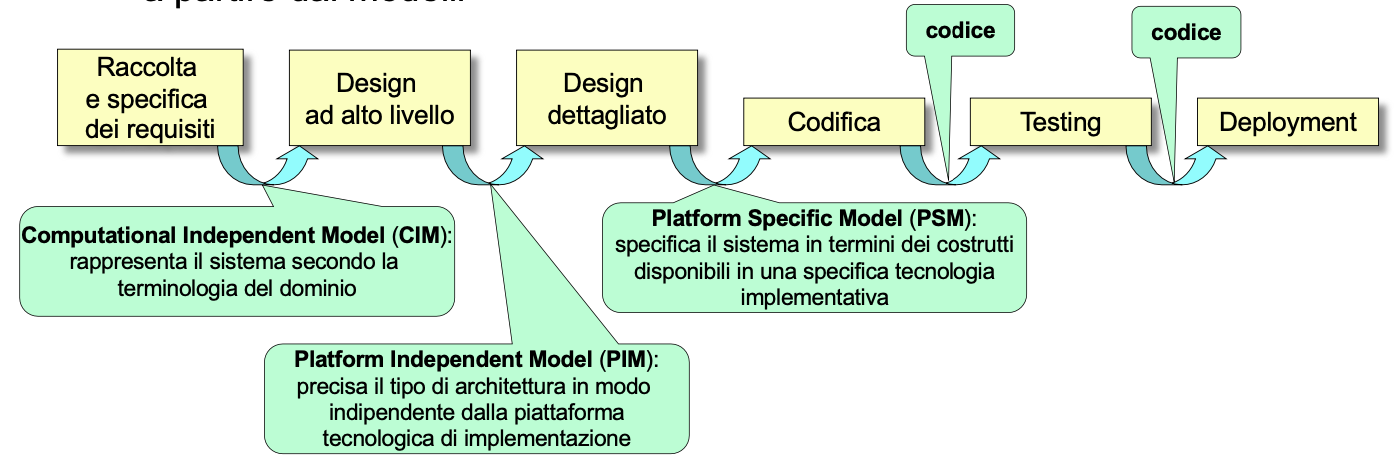 a partire dai modelli
codice
codice
Raccolta
e specifica
dei requisiti
Design
ad alto livello
Design
dettagliato
Codifica
Testing
Deployment
Computational Independent Model (CIM):
rappresenta il sistema secondo la
terminologia del dominio
Platform Specific Model (PSM):
specifica il sistema in termini dei costrutti
disponibili in una specifica tecnologia
implementativa
Platform Independent Model (PIM):
precisa il tipo di architettura in modo
indipendente dalla piattaforma
tecnologica di implementazione